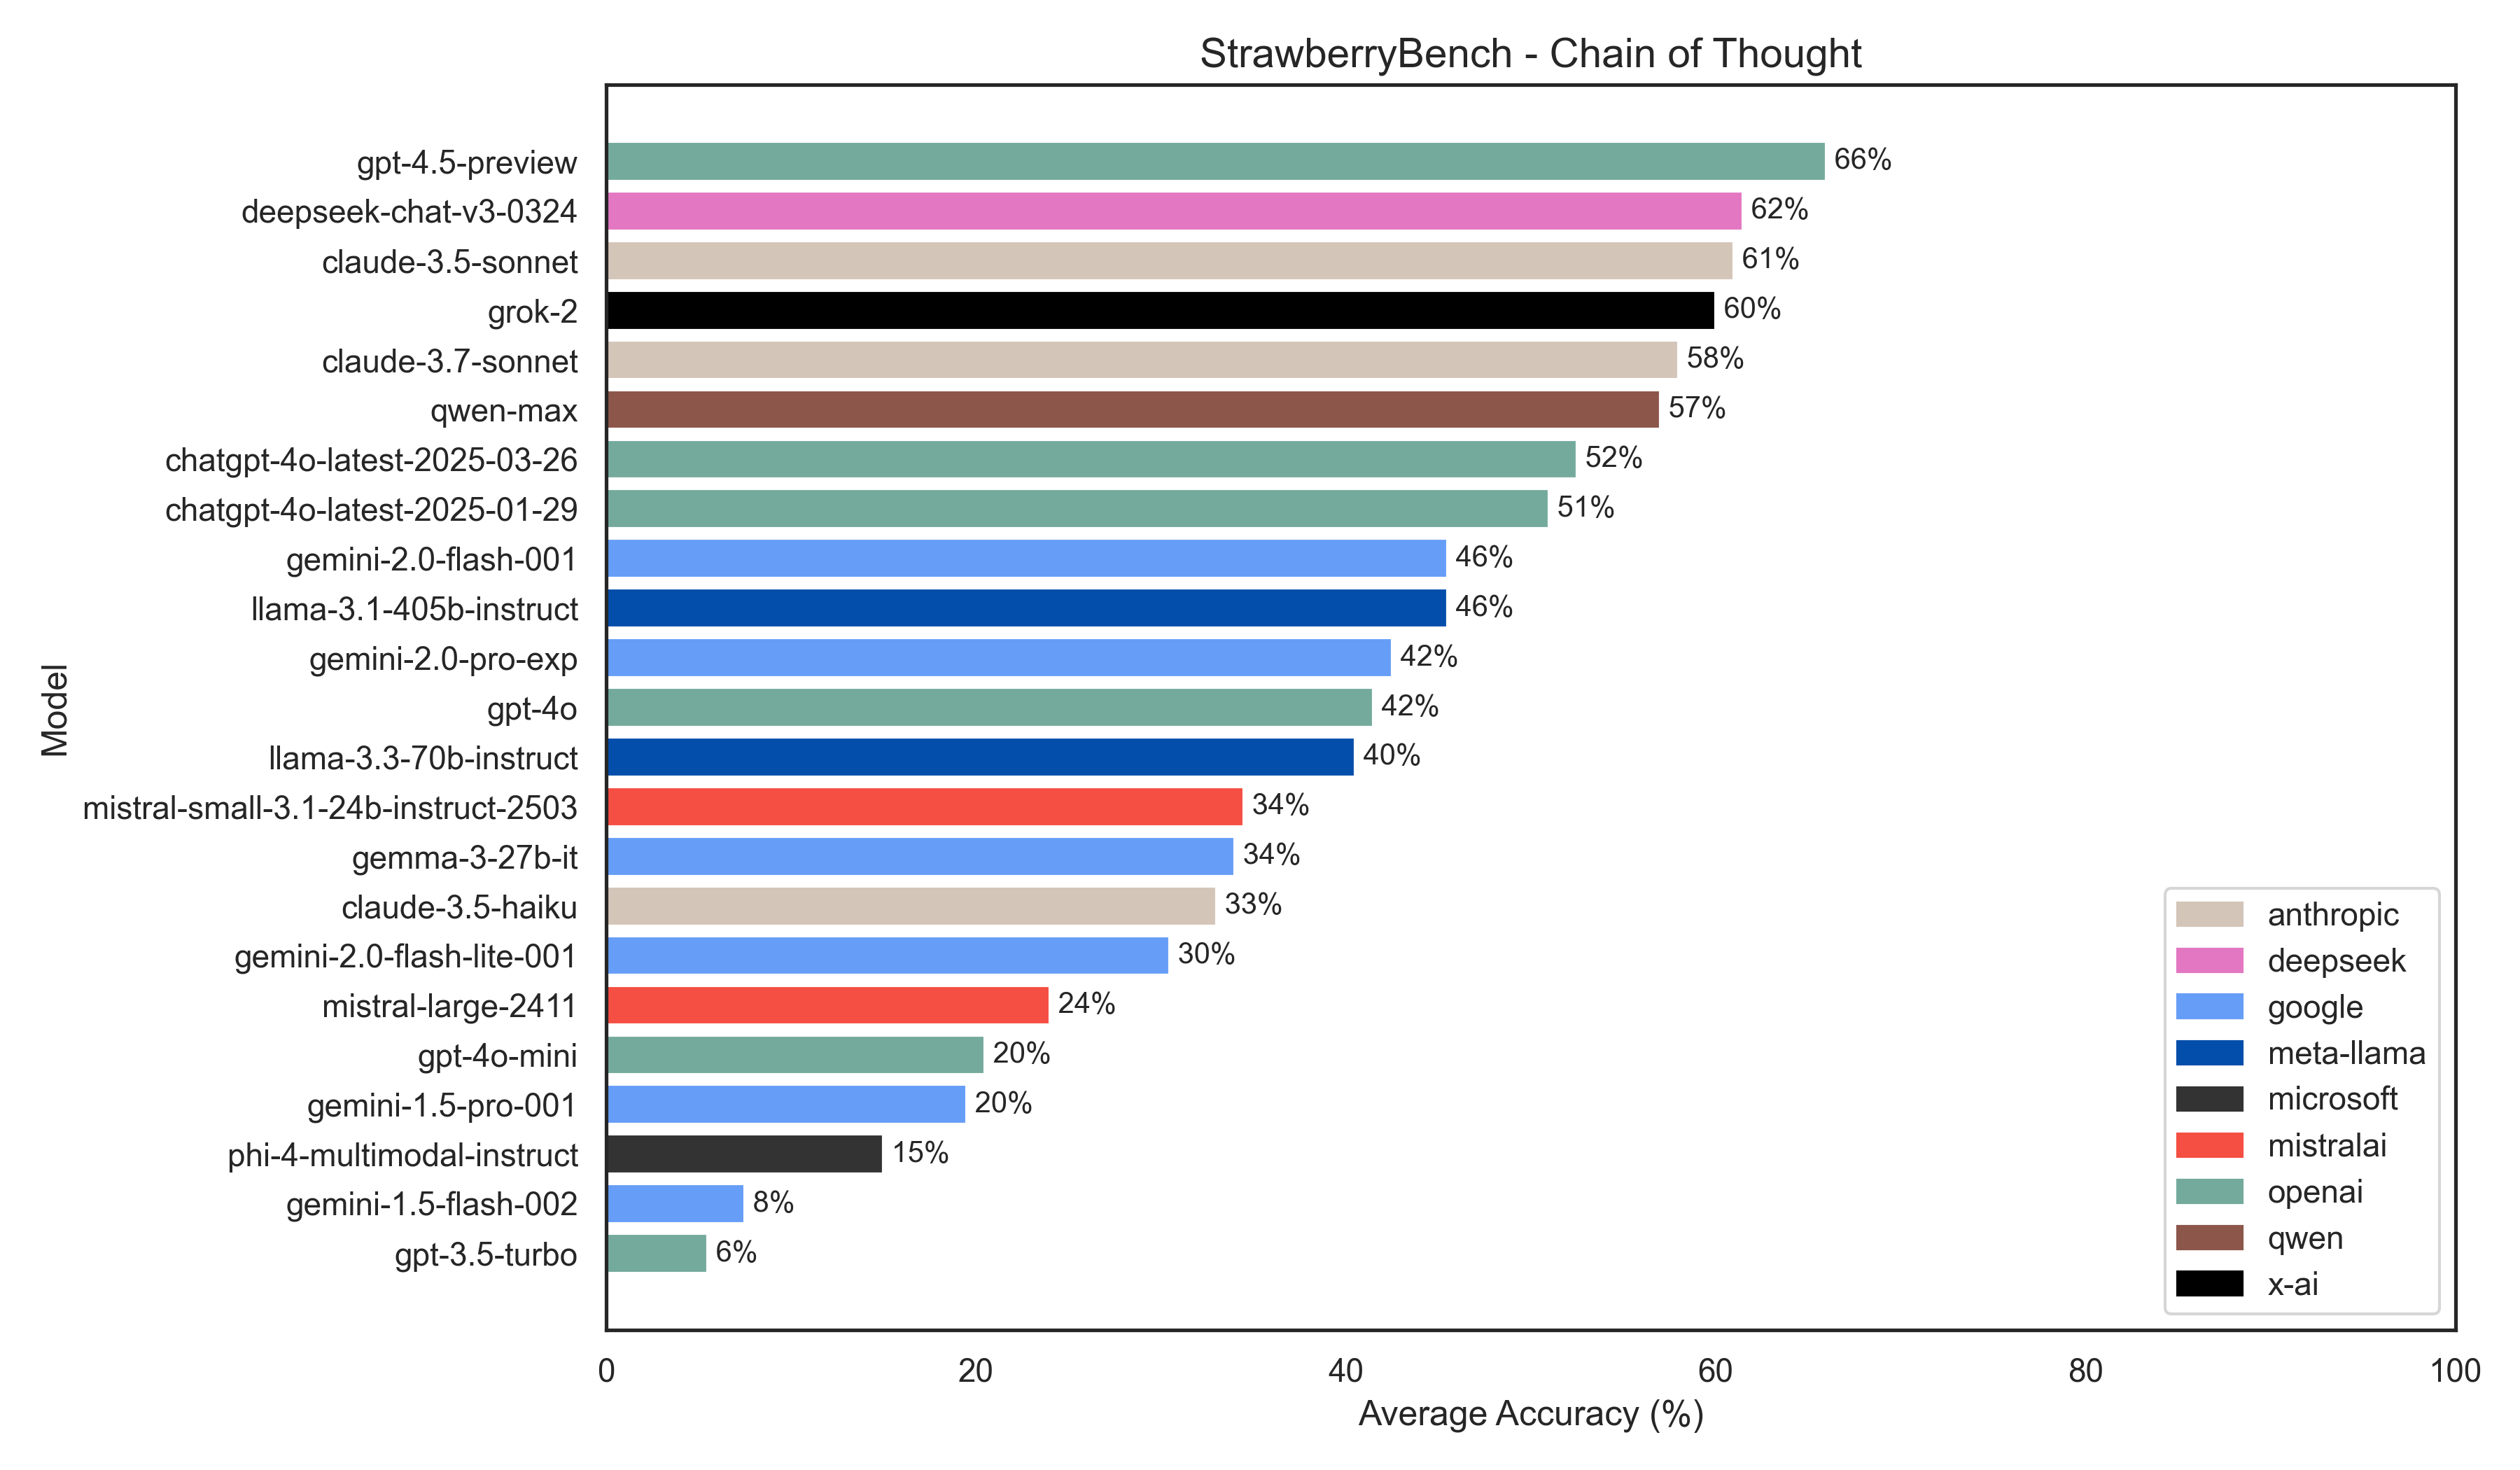 StrawberryBench - Chain of Thought
Model
gpt-4.5-preview 66%
deepseek-chat-v3-0324 62%
claude-3.5-sonnet 61%
grok-2 60%
claude-3.7-sonnet 58%
qwen-max 57%
chatgpt-4o-latest-2025-03-26 52%
chatgpt-4o-latest-2025-01-29 51%
gemini-2.0-flash-001 46%
llama-3.1-405b-instruct 46%
gemini-2.0-pro-exp 42%
gpt-4o 42%
llama-3.3-70b-instruct 40%
mistral-small-3.1-24b-instruct-2503 34%
gemma-3-27b-it 34%
claude-3.5-haiku 33%
gemini-2.0-flash-lite-001 30%
mistral-large-2411 24%
gpt-4o-mini 20%
gemini-1.5-pro-001 20%
phi-4-multimodal-instruct 15%
gemini-1.5-flash-002 8%
gpt-3.5-turbo 6%
anthropic
deepseek
google
meta-llama
microsoft
mistralai
openai
qwen
x-ai
0 20 40 60 80 100
Average Accuracy (%)